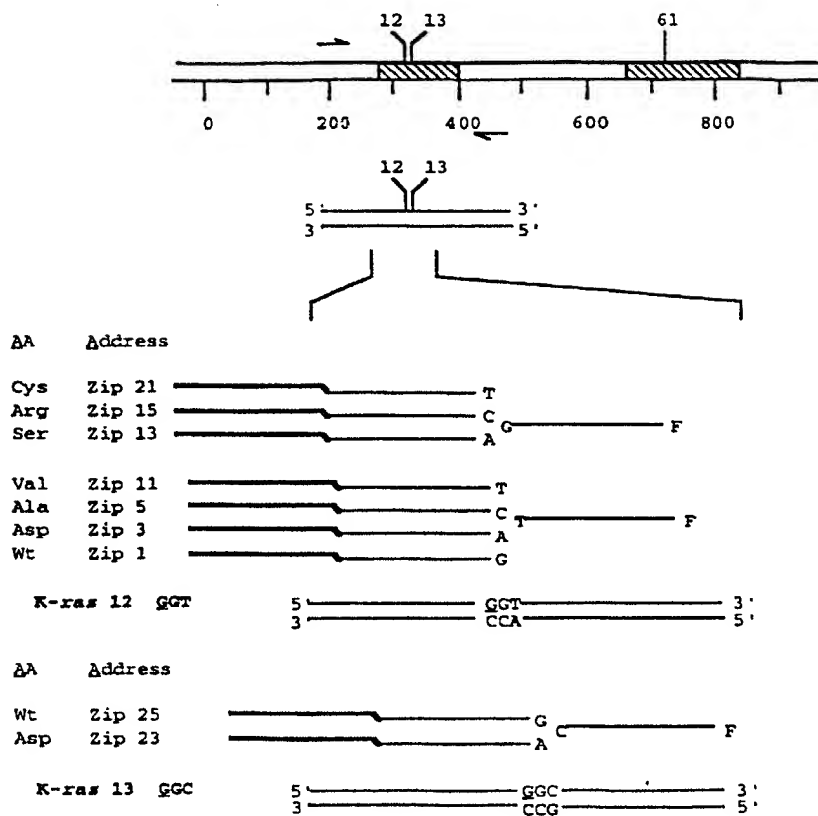 12 13 61
0 200 400 600 800
12 13
5' 3'
3 5'
AA Address
Cys Zip 21 T
Arg Zip 15 C
G F
Ser Zip 13 A
Val Zip 11 T
Ala Zip 5 C
T F
Asp Zip 3 A
Wt Zip 1 G
K-ras 12 GGT 5 GGT 3'
3 CCA 5'
AA Address
Wt Zip 25 G
C F
Asp Zip 23 A
K-ras 13 GGC 5 GGC 3'
3 CCG 5'